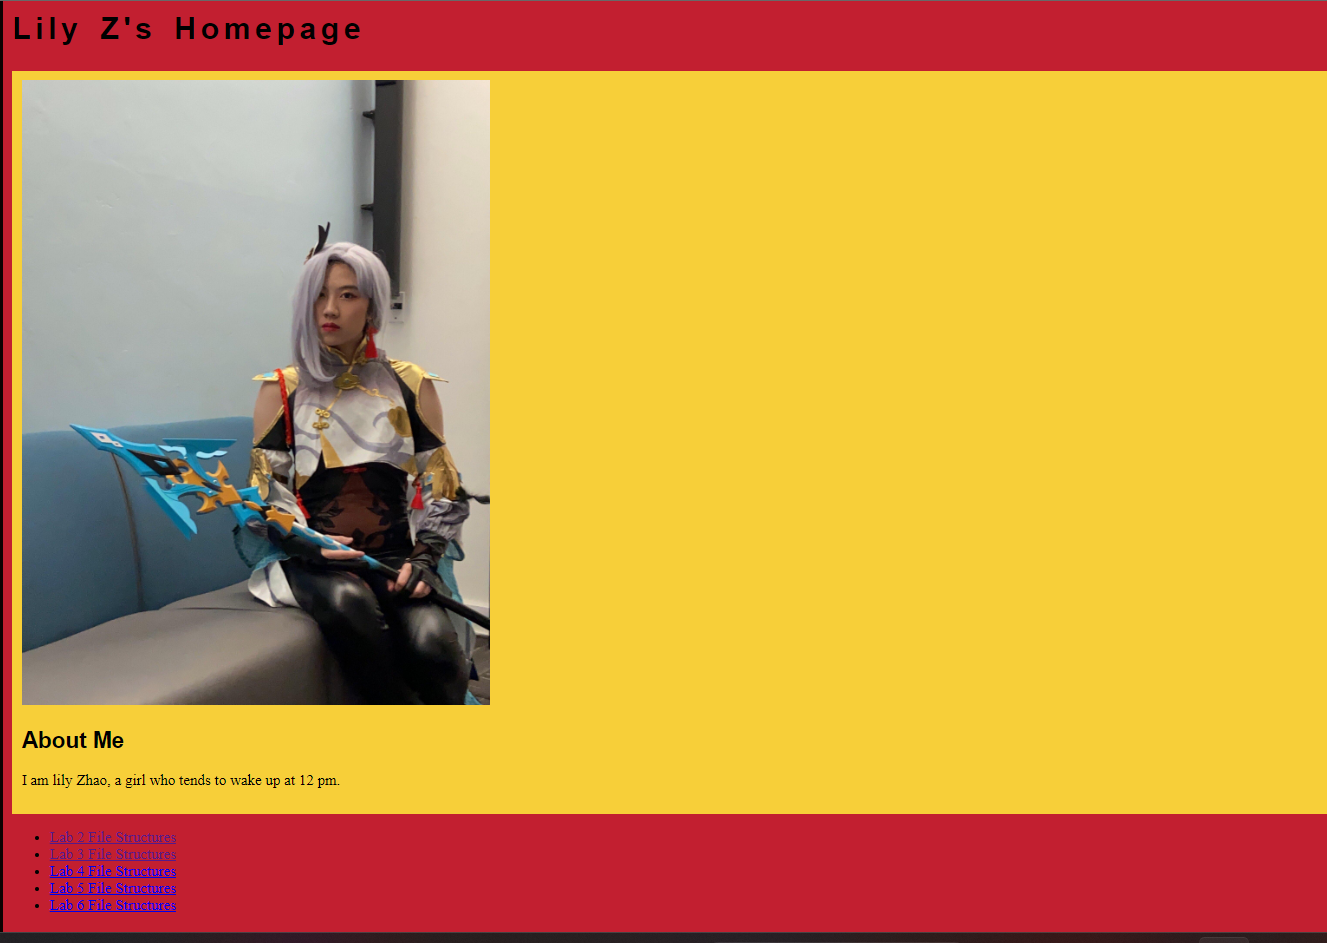 Lily Z's Homepage
About Me
I am lily Zhao, a girl who tends to wake up at 12 pm.
Lab 2 File Structures
Lab 3 File Structures
Lab 4 File Structures
Lab 5 File Structures
Lab 6 File Structures